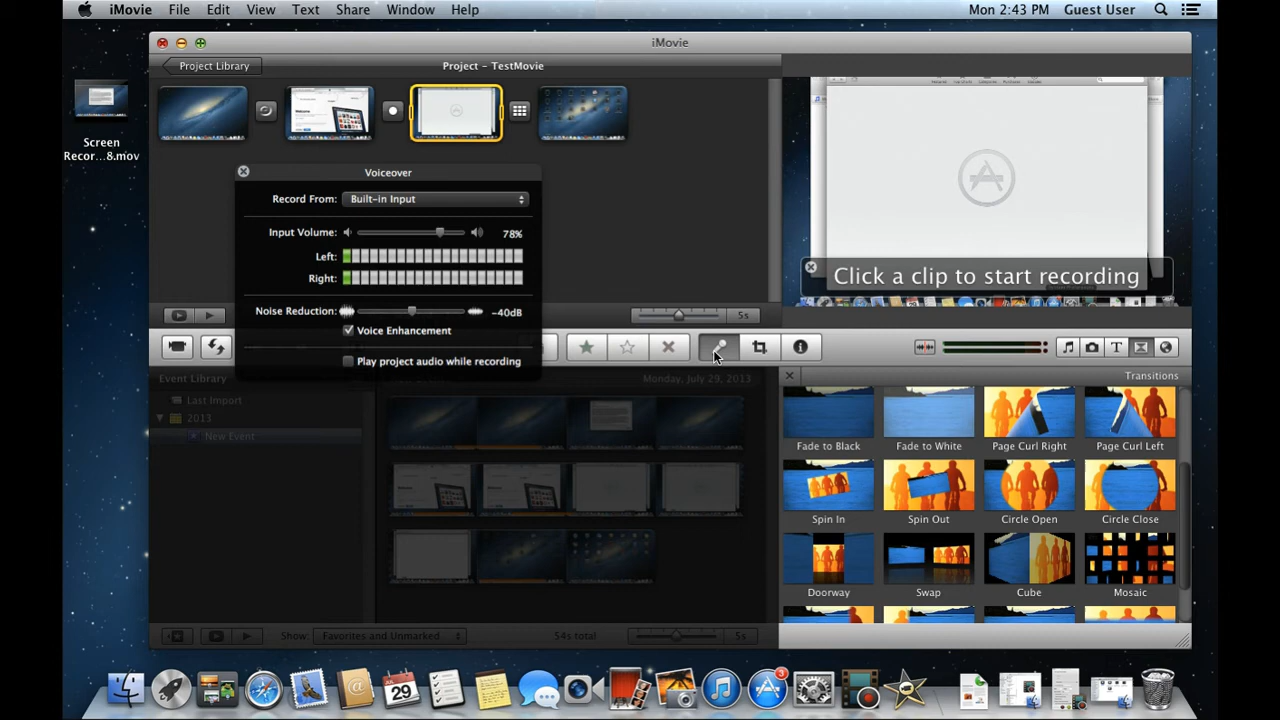 iMovie File Edit View Text Share Window Help Mon 2:43 PM Guest User
iMovie
Project Library Project - TestMovie
Screen
Recor...8.mov
Voiceover
Record From: Built-in Input
Input Volume: 78%
Left:
Right:
Noise Reduction: -40dB
Voice Enhancement
Play project audio while recording
Click a clip to start recording
5s
Event Library
Monday, July 29, 2013
Transitions
Last Import
2013
New Event
Fade to Black Fade to White Page Curl Right Page Curl Left
Spin In Spin Out Circle Open Circle Close
Doorway Swap Cube Mosaic
Show: Favorites and Unmarked 54s total 5s
JUL
29
3